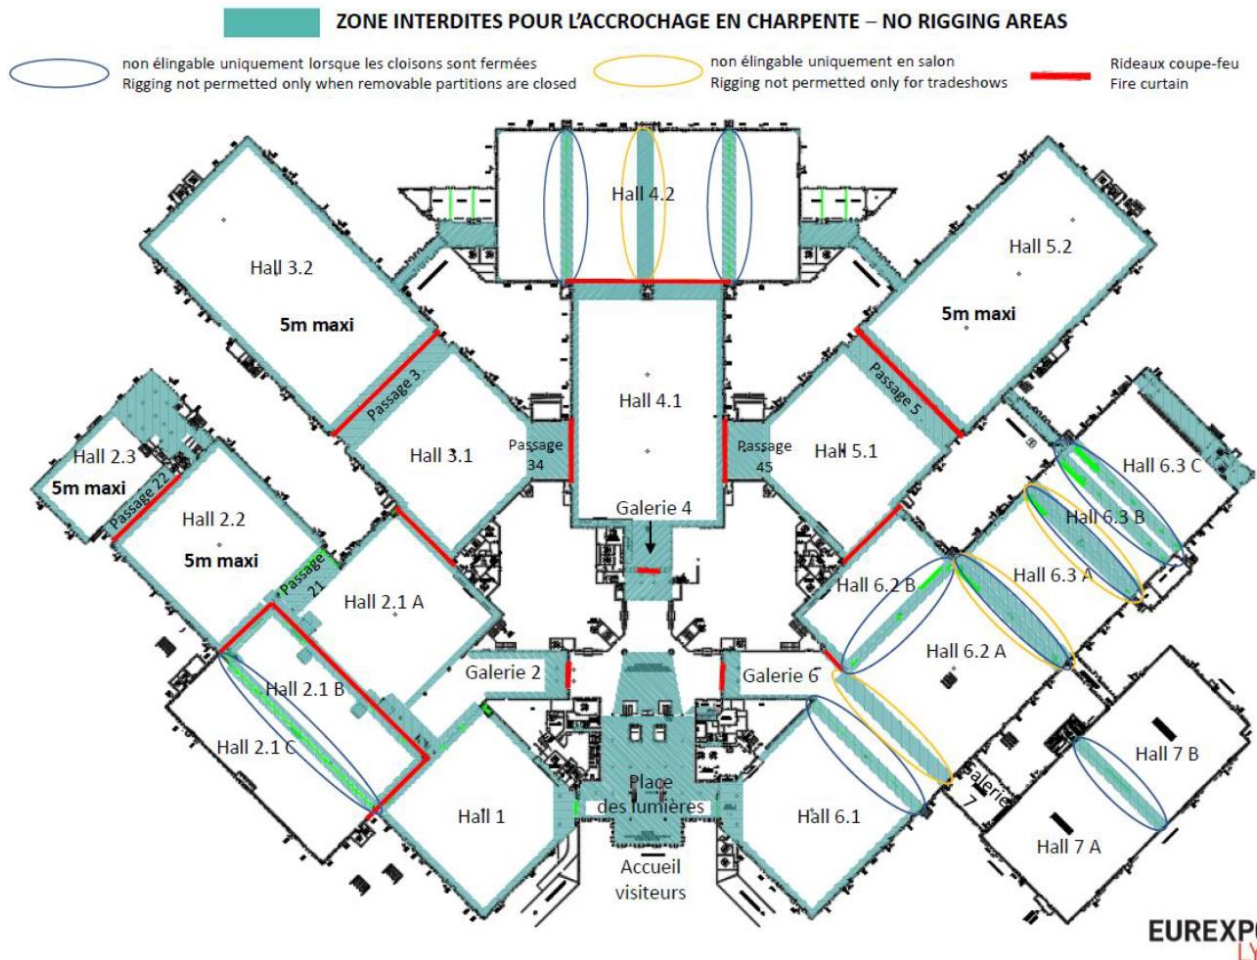 ZONE INTERDITES POUR L'ACCROCHAGE EN CHARPENTE – NO RIGGING AREAS
non élingable uniquement lorsque les cloisons sont fermées
Rigging not permetted only when removable partitions are closed
non élingable uniquement en salon
Rigging not permetted only for tradeshows
Rideaux coupe-feu
Fire curtain
Hall 4.2
Hall 3.2
5m maxi
Hall 5.2
5m maxi
Passage 3
Hall 4.1
Passage 5
Hall 3.1
Passage
34
Passage
45
Hall 5.1
Hall 2.3
5m maxi
Passage 22
Hall 6.3 C
Hall 2.2
5m maxi
Galerie 4
Hall 6.3 B
Passage
21
Hall 2.1 A
Hall 6.2 B
Hall 6.3 A
Hall 6.2 A
Galerie 2
Galerie 6
Hall 2.1 B
Hall 2.1 C
Hall 7 B
Galerie
7
Place
des lumières
Hall 1
Hall 6.1
Hall 7 A
Accueil
visiteurs
EUREXP
LY